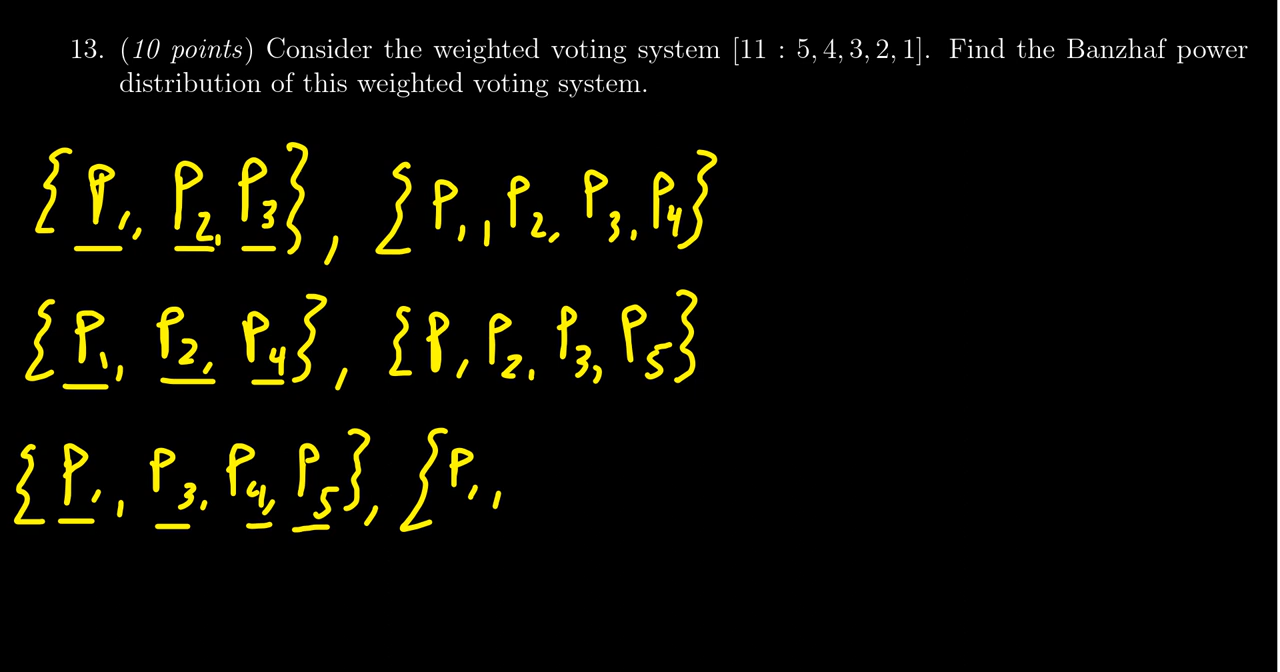 13. (10 points) Consider the weighted voting system [11 : 5, 4, 3, 2, 1]. Find the Banzhaf power
distribution of this weighted voting system.
{P1, P2, P3}, {P1, P2, P3, P4}
{P1, P2, P4}, {P, P2, P3, P5}
{P1, P3, P4, P5}, {P1,